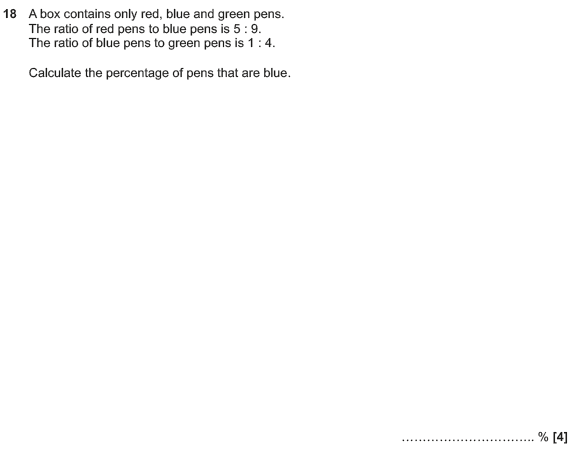 18 A box contains only red, blue and green pens.
The ratio of red pens to blue pens is 5 : 9.
The ratio of blue pens to green pens is 1 : 4.
Calculate the percentage of pens that are blue.
................................ % [4]